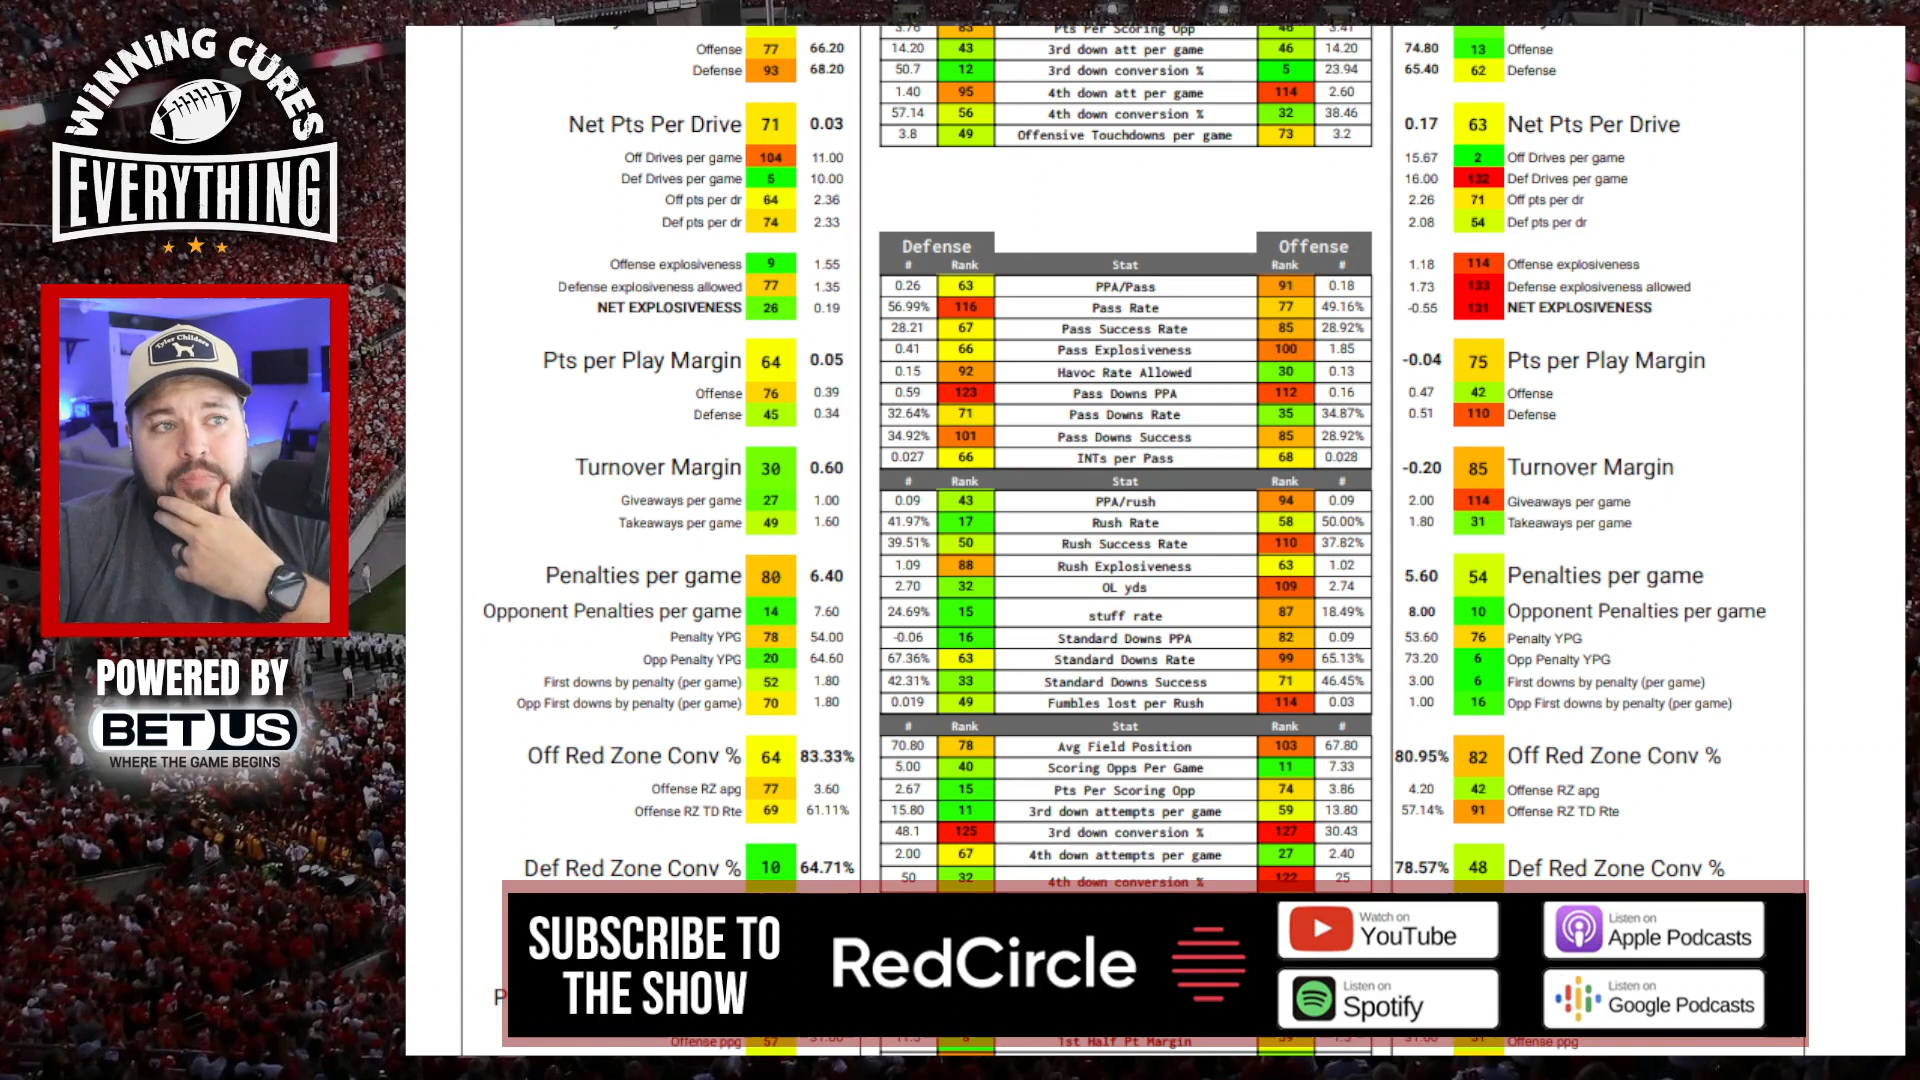 WINNING CURES
EVERYTHING
Tyler Childers
POWERED BY
BETUS
WHERE THE GAME BEGINS
Offense 77 66.20
Defense 93 68.20
Net Pts Per Drive 71 0.03
Off Drives per game 104 11.00
Def Drives per game 5 10.00
Off pts per dr 64 2.36
Def pts per dr 74 2.33
Offense explosiveness 9 1.55
Defense explosiveness allowed 77 1.35
NET EXPLOSIVENESS 26 0.19
Pts per Play Margin 64 0.05
Offense 76 0.39
Defense 45 0.34
Turnover Margin 30 0.60
Giveaways per game 27 1.00
Takeaways per game 49 1.60
Penalties per game 80 6.40
Opponent Penalties per game 14 7.60
Penalty YPG 78 54.00
Opp Penalty YPG 20 64.60
First downs by penalty (per game) 52 1.80
Opp First downs by penalty (per game) 70 1.80
Off Red Zone Conv % 64 83.33%
Offense RZ apg 77 3.60
Offense RZ TD Rte 69 61.11%
Def Red Zone Conv % 10 64.71%
P
Offense ppg 57 31.00
3.76 83 Pts Per Scoring Opp 48 3.41
14.20 43 3rd down att per game 46 14.20
50.7 12 3rd down conversion % 5 23.94
1.40 95 4th down att per game 114 2.60
57.14 56 4th down conversion % 32 38.46
3.8 49 Offensive Touchdowns per game 73 3.2
Defense Offense
# Rank Stat Rank #
0.26 63 PPA/Pass 91 0.18
56.99% 116 Pass Rate 77 49.16%
28.21 67 Pass Success Rate 85 28.92%
0.41 66 Pass Explosiveness 100 1.85
0.15 92 Havoc Rate Allowed 30 0.13
0.59 123 Pass Downs PPA 112 0.16
32.64% 71 Pass Downs Rate 35 34.87%
34.92% 101 Pass Downs Success 85 28.92%
0.027 66 INTs per Pass 68 0.028
# Rank Stat Rank #
0.09 43 PPA/rush 94 0.09
41.97% 17 Rush Rate 58 50.00%
39.51% 50 Rush Success Rate 110 37.82%
1.09 88 Rush Explosiveness 63 1.02
2.70 32 OL yds 109 2.74
24.69% 15 stuff rate 87 18.49%
-0.06 16 Standard Downs PPA 82 0.09
67.36% 63 Standard Downs Rate 99 65.13%
42.31% 33 Standard Downs Success 71 46.45%
0.019 49 Fumbles lost per Rush 114 0.03
# Rank Stat Rank #
70.80 78 Avg Field Position 103 67.80
5.00 40 Scoring Opps Per Game 11 7.33
2.67 15 Pts Per Scoring Opp 74 3.86
15.80 11 3rd down attempts per game 59 13.80
48.1 125 3rd down conversion % 127 30.43
2.00 67 4th down attempts per game 27 2.40
50 32 4th down conversion % 122 25
1st Half Pt Margin
74.80 13 Offense
65.40 62 Defense
0.17 63 Net Pts Per Drive
15.67 2 Off Drives per game
16.00 132 Def Drives per game
2.26 71 Off pts per dr
2.08 54 Def pts per dr
1.18 114 Offense explosiveness
1.73 133 Defense explosiveness allowed
-0.55 131 NET EXPLOSIVENESS
-0.04 75 Pts per Play Margin
0.47 42 Offense
0.51 110 Defense
-0.20 85 Turnover Margin
2.00 114 Giveaways per game
1.80 31 Takeaways per game
5.60 54 Penalties per game
8.00 10 Opponent Penalties per game
53.60 76 Penalty YPG
73.20 6 Opp Penalty YPG
3.00 6 First downs by penalty (per game)
1.00 16 Opp First downs by penalty (per game)
80.95% 82 Off Red Zone Conv %
4.20 42 Offense RZ apg
57.14% 91 Offense RZ TD Rte
78.57% 48 Def Red Zone Conv %
Offense ppg
SUBSCRIBE TO
THE SHOW
RedCircle
Watch on
YouTube
Listen on
Apple Podcasts
Listen on
Spotify
Listen on
Google Podcasts